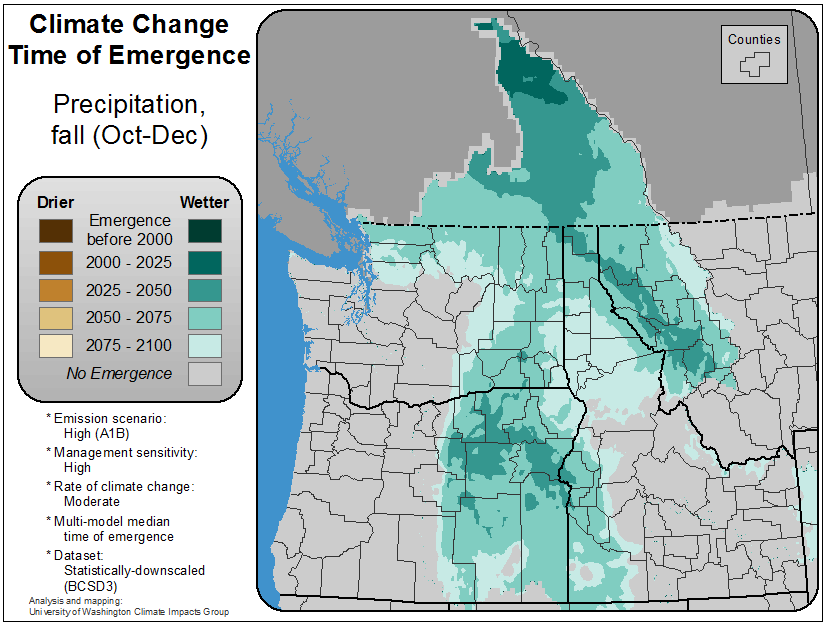 Climate Change
Time of Emergence
Precipitation,
fall (Oct-Dec)
Drier
Wetter
Emergence
before 2000
2000 - 2025
2025 - 2050
2050 - 2075
2075 - 2100
No Emergence
* Emission scenario:
High (A1B)
* Management sensitivity:
High
* Rate of climate change:
Moderate
* Multi-model median
time of emergence
* Dataset:
Statistically-downscaled
(BCSD3)
Analysis and mapping:
University of Washington Climate Impacts Group
Counties